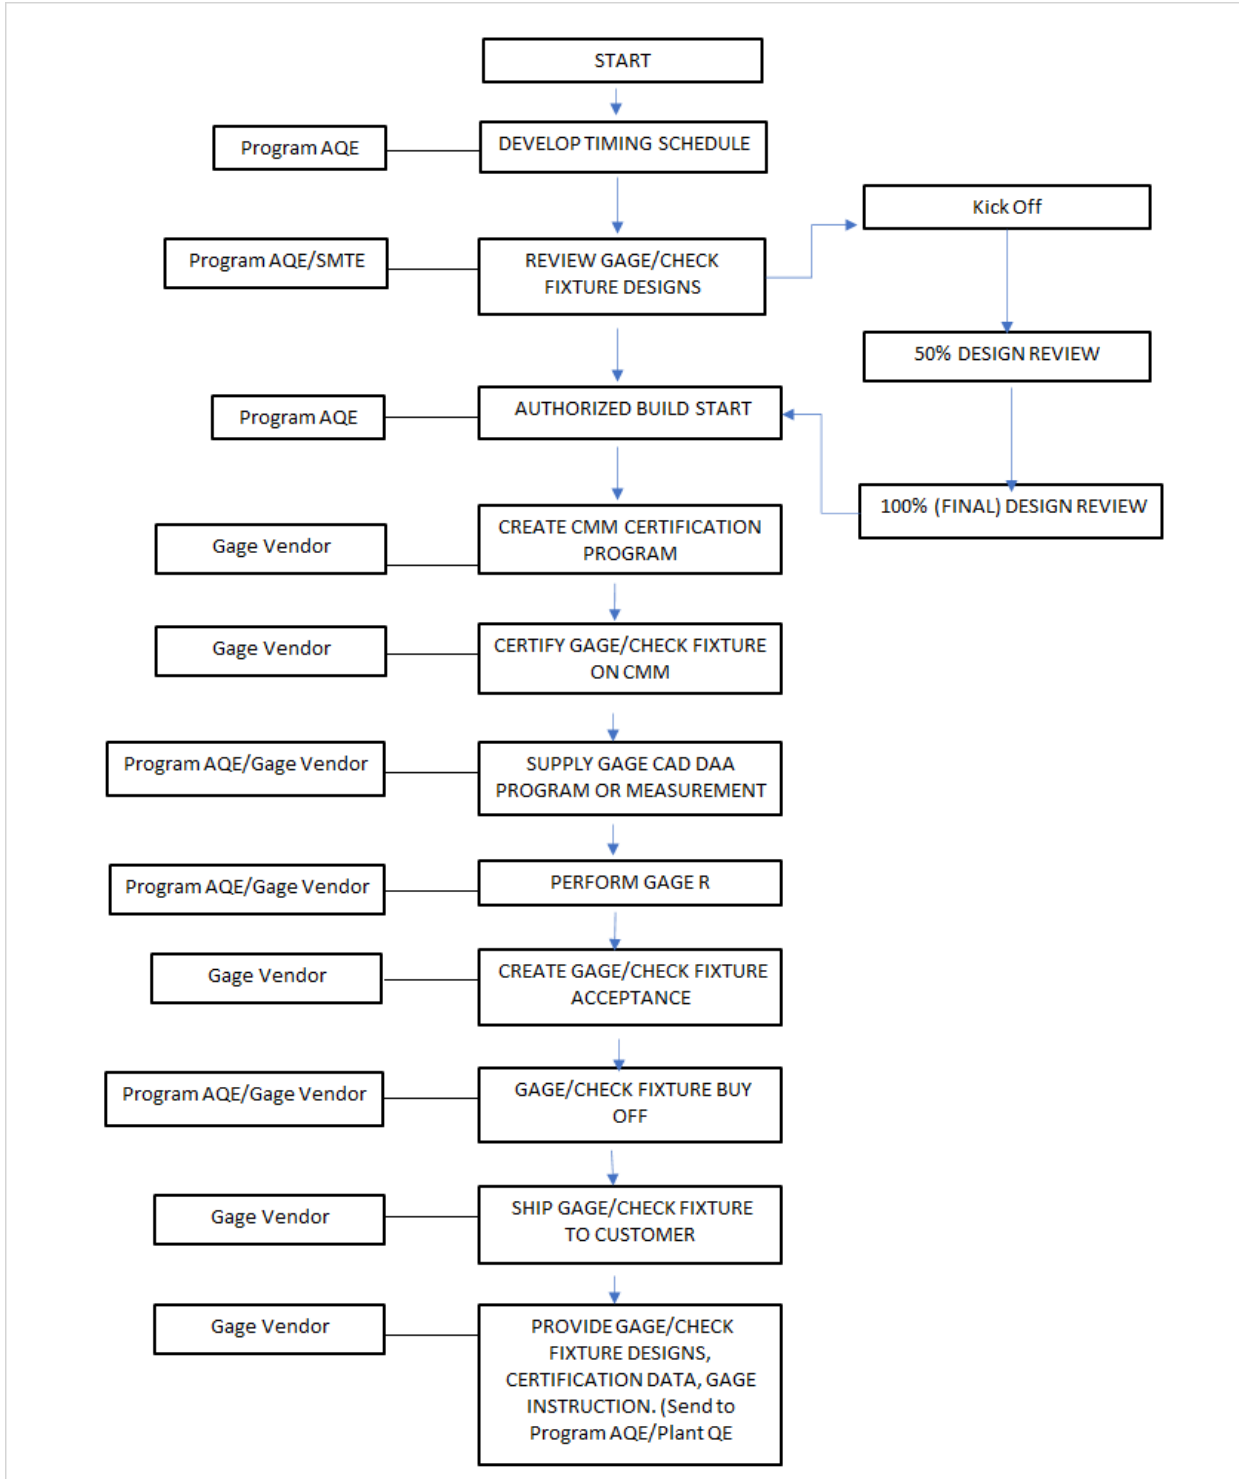 START
Program AQE
DEVELOP TIMING SCHEDULE
Kick Off
Program AQE/SMTE
REVIEW GAGE/CHECK
FIXTURE DESIGNS
50% DESIGN REVIEW
Program AQE
AUTHORIZED BUILD START
100% (FINAL) DESIGN REVIEW
Gage Vendor
CREATE CMM CERTIFICATION
PROGRAM
Gage Vendor
CERTIFY GAGE/CHECK FIXTURE
ON CMM
Program AQE/Gage Vendor
SUPPLY GAGE CAD DAA
PROGRAM OR MEASUREMENT
Program AQE/Gage Vendor
PERFORM GAGE R
Gage Vendor
CREATE GAGE/CHECK FIXTURE
ACCEPTANCE
Program AQE/Gage Vendor
GAGE/CHECK FIXTURE BUY
OFF
Gage Vendor
SHIP GAGE/CHECK FIXTURE
TO CUSTOMER
Gage Vendor
PROVIDE GAGE/CHECK
FIXTURE DESIGNS,
CERTIFICATION DATA, GAGE
INSTRUCTION. (Send to
Program AQE/Plant QE